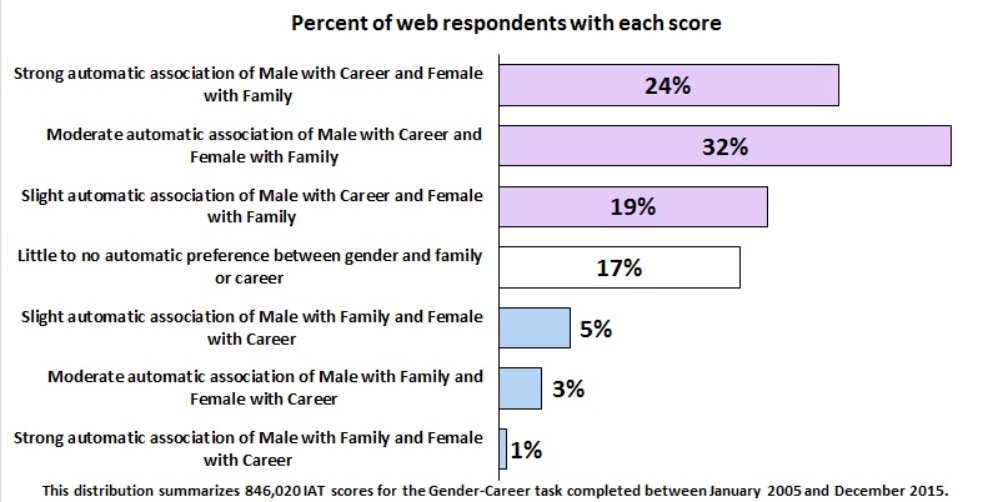 Percent of web respondents with each score
Strong automatic association of Male with Career and Female
with Family
24%
Moderate automatic association of Male with Career and
Female with Family
32%
Slight automatic association of Male with Career and Female
with Family
19%
Little to no automatic preference between gender and family
or career
17%
Slight automatic association of Male with Family and Female
with Career
5%
Moderate automatic association of Male with Family and
Female with Career
3%
Strong automatic association of Male with Family and Female
with Career
1%
This distribution summarizes 846,020 IAT scores for the Gender-Career task completed between January 2005 and December 2015.